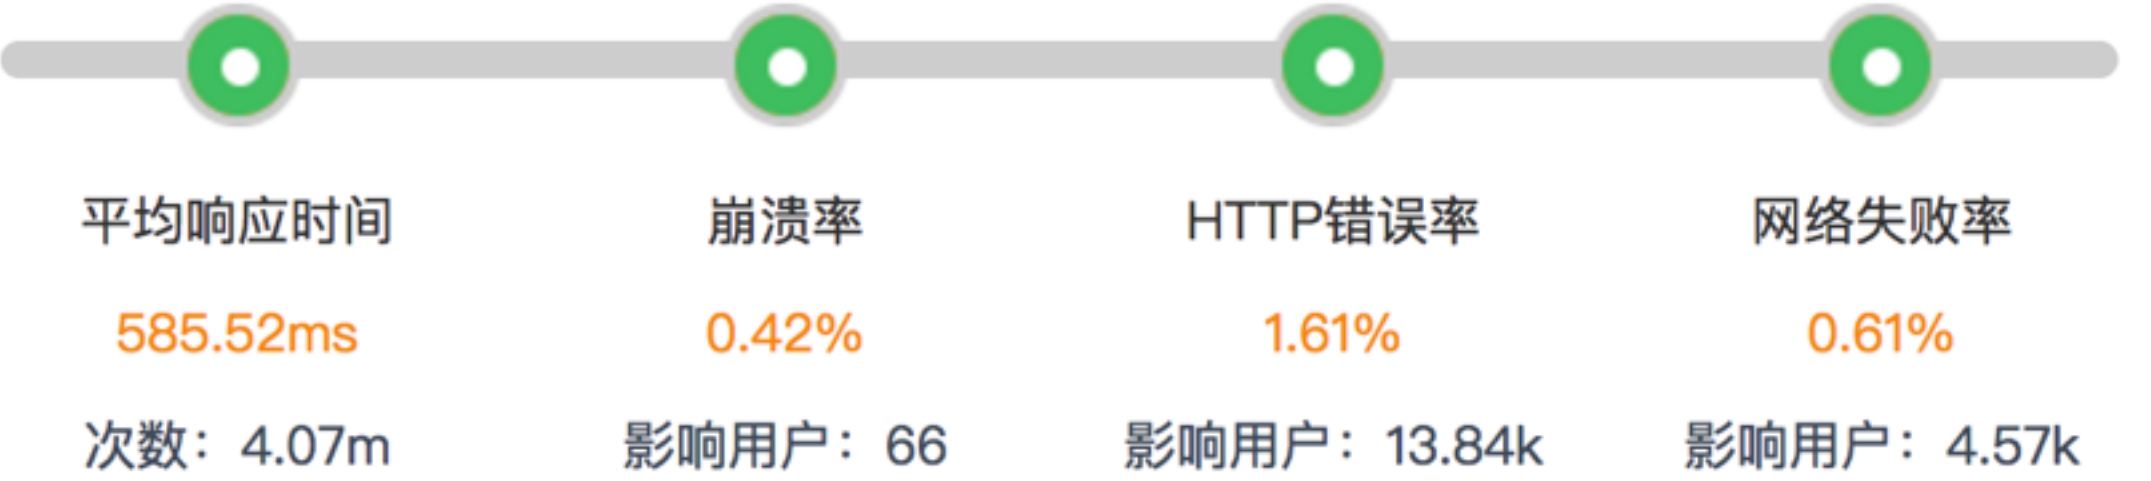 平均响应时间 崩溃率 HTTP错误率 网络失败率
585.52ms 0.42% 1.61% 0.61%
次数：4.07m 影响用户：66 影响用户：13.84k 影响用户：4.57k